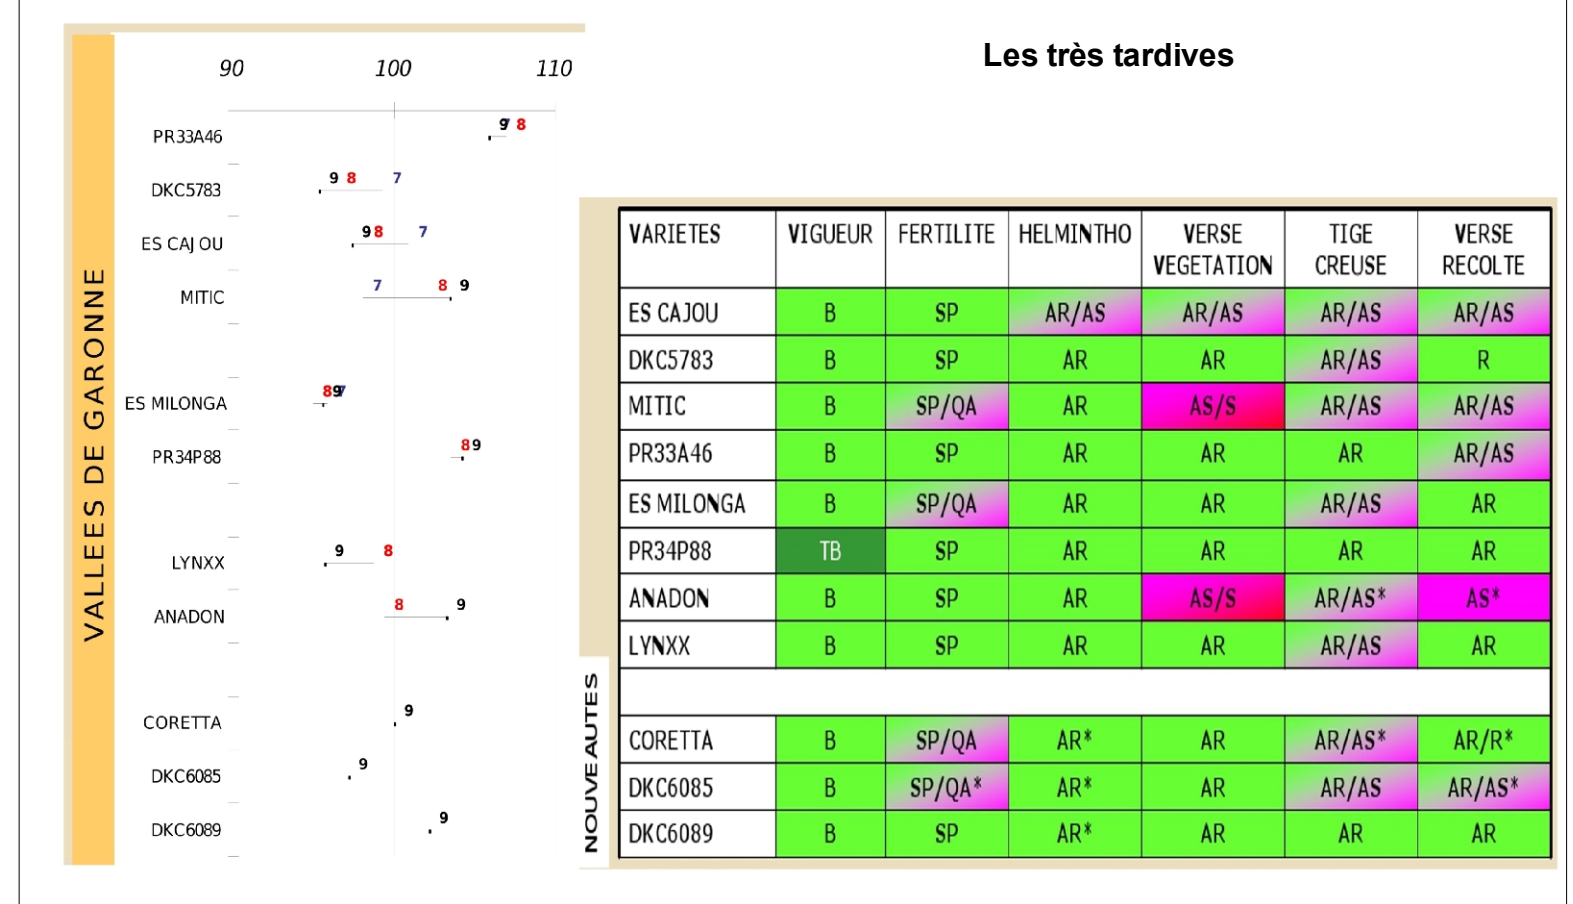 Les très tardives
90 100 110
VALLEES DE GARONNE
PR33A46 9 7 8
DKC5783 9 8 7
ES CAJOU 9 8 7
MITIC 7 8 9
ES MILONGA 8 9 7
PR34P88 8 9
LYNXX 9 8
ANADON 8 9
CORETTA 9
DKC6085 9
DKC6089 9
VARIETES VIGUEUR FERTILITE HELMINTHO VERSE VEGETATION TIGE CREUSE VERSE RECOLTE
ES CAJOU B SP AR/AS AR/AS AR/AS AR/AS
DKC5783 B SP AR AR AR/AS R
MITIC B SP/QA AR AS/S AR/AS AR/AS
PR33A46 B SP AR AR AR AR/AS
ES MILONGA B SP/QA AR AR AR/AS AR
PR34P88 TB SP AR AR AR AR
ANADON B SP AR AS/S AR/AS* AS*
LYNXX B SP AR AR AR/AS AR
NOUVEAUTES
CORETTA B SP/QA AR* AR AR/AS* AR/R*
DKC6085 B SP/QA* AR* AR AR/AS AR/AS*
DKC6089 B SP AR* AR AR AR